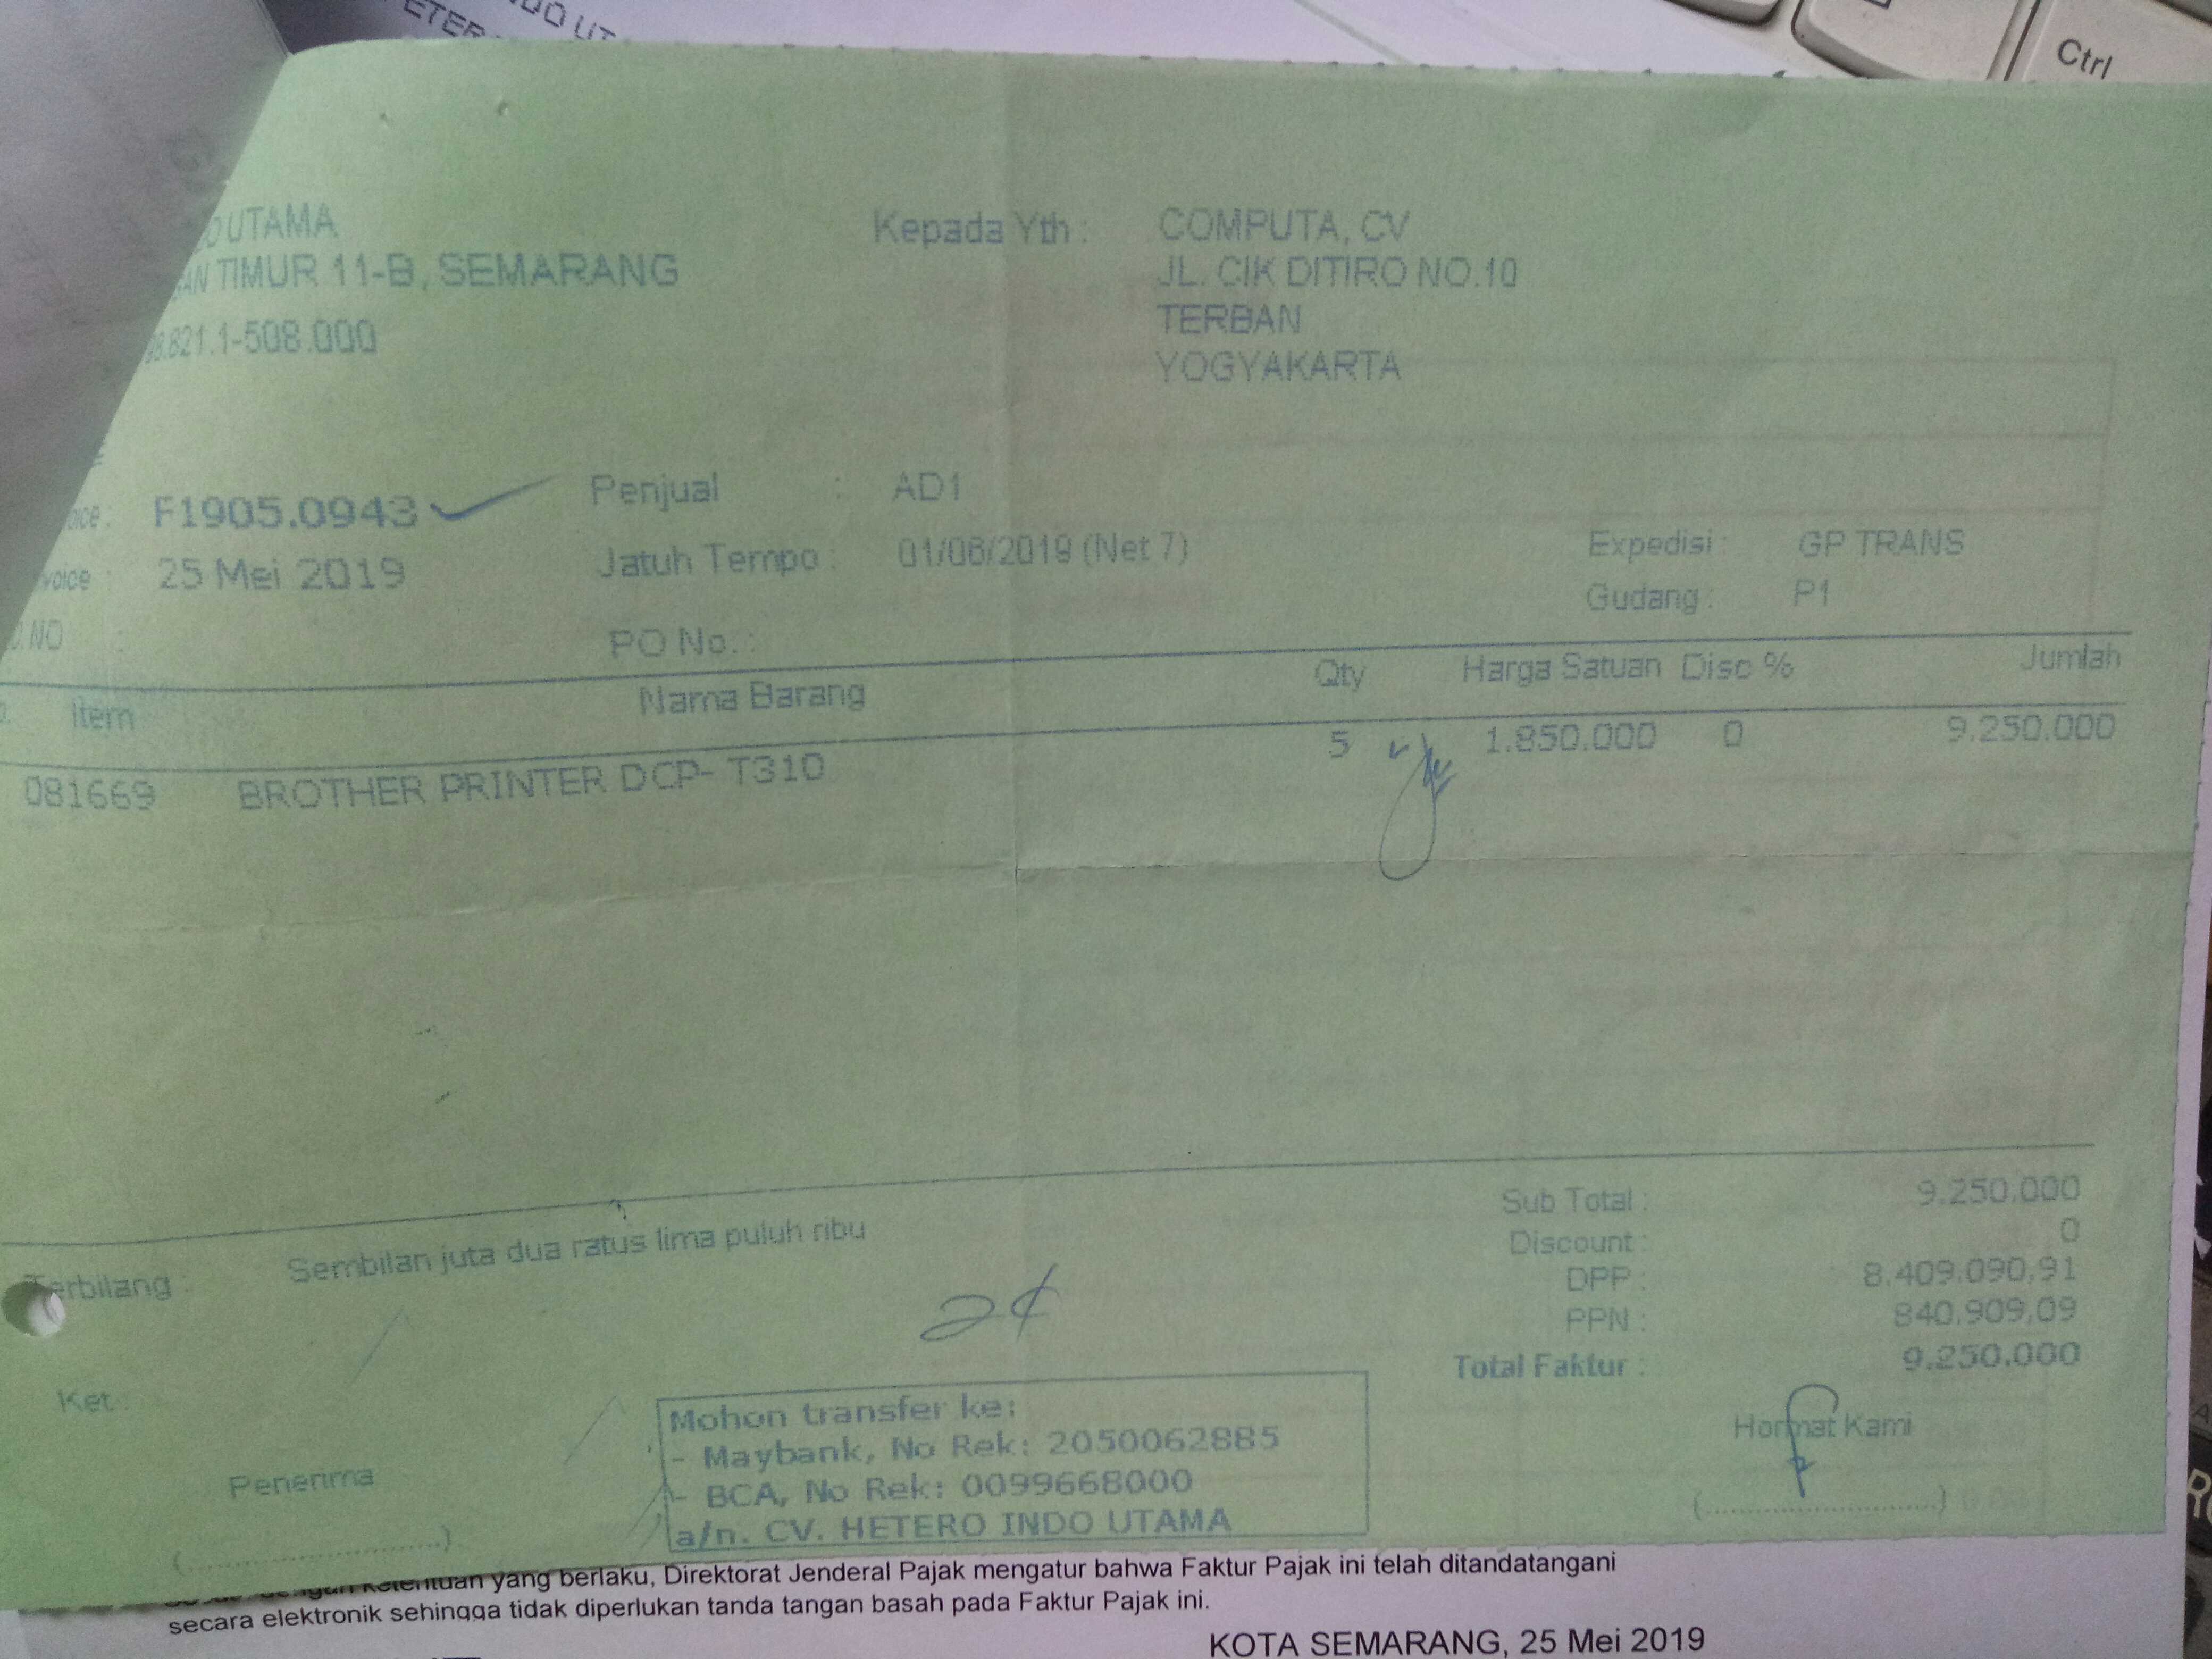 Ctrl
UTAMA
Kepada Yth : COMPUTA, CV
TIMUR 11-B, SEMARANG
JL. CIK DITIRO NO.10
TERBAN
821.1-508.000
YOGYAKARTA
F1905.0943 Penjual : AD1
25 Mei 2019 Jatuh Tempo : 01/06/2019 (Net 7) Expedisi : GP TRANS
Gudang : P1
NO : PO No. :
Item Nama Barang Qty Harga Satuan Disc % Jumlah
081669 BROTHER PRINTER DCP- T310 5 1.850.000 0 9.250.000
Terbilang : Sembilan juta dua ratus lima puluh ribu
Sub Total : 9.250.000
Discount : 0
DPP : 8.409.090,91
PPN : 840.909,09
Total Faktur : 9.250.000
Ket :
Mohon transfer ke:
- Maybank, No Rek: 2050062885
- BCA, No Rek: 0099668000
a/n. CV. HETERO INDO UTAMA
Penerima
(..............................)
Hormat Kami
(..............................)
yang berlaku, Direktorat Jenderal Pajak mengatur bahwa Faktur Pajak ini telah ditandatangani
secara elektronik sehingga tidak diperlukan tanda tangan basah pada Faktur Pajak ini.
KOTA SEMARANG, 25 Mei 2019